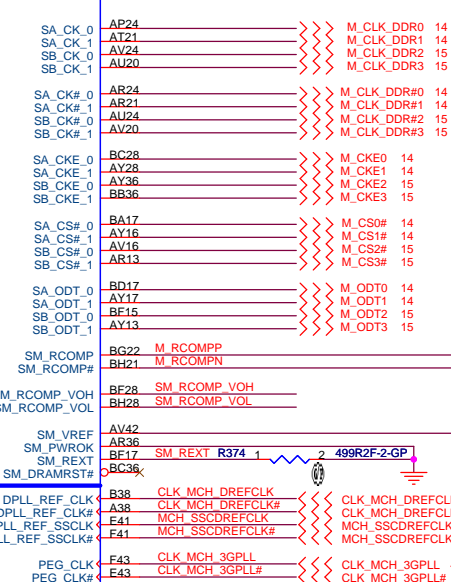 SA_CK_0 AP24 M_CLK_DDR0 14
SA_CK_1 AT21 M_CLK_DDR1 14
SB_CK_0 AV24 M_CLK_DDR2 15
SB_CK_1 AU20 M_CLK_DDR3 15
SA_CK#_0 AR24 M_CLK_DDR#0 14
SA_CK#_1 AR21 M_CLK_DDR#1 14
SB_CK#_0 AU24 M_CLK_DDR#2 15
SB_CK#_1 AV20 M_CLK_DDR#3 15
SA_CKE_0 BC28 M_CKE0 14
SA_CKE_1 AY28 M_CKE1 14
SB_CKE_0 AY36 M_CKE2 15
SB_CKE_1 BB36 M_CKE3 15
SA_CS#_0 BA17 M_CS0# 14
SA_CS#_1 AY16 M_CS1# 14
SB_CS#_0 AV16 M_CS2# 15
SB_CS#_1 AR13 M_CS3# 15
SA_ODT_0 BD17 M_ODT0 14
SA_ODT_1 AY17 M_ODT1 14
SB_ODT_0 BF15 M_ODT2 15
SB_ODT_1 AY13 M_ODT3 15
SM_RCOMP BG22 M_RCOMPP
SM_RCOMP# BH21 M_RCOMPN
M_RCOMP_VOH BF28 SM_RCOMP_VOH
SM_RCOMP_VOL BH28 SM_RCOMP_VOL
SM_VREF AV42
SM_PWROK AR36
SM_REXT BF17 SM_REXT R374 1 2 499R2F-2-GP
SM_DRAMRST# BC36
DPLL_REF_CLK B38 CLK_MCH_DREFCLK CLK_MCH_DREFCL
DPLL_REF_CLK# A38 CLK_MCH_DREFCLK# CLK_MCH_DREFCL
PLL_REF_SSCLK E41 MCH_SSCDREFCLK MCH_SSCDREFCLK
LL_REF_SSCLK# F41 MCH_SSCDREFCLK# MCH_SSCDREFCLK
PEG_CLK F43 CLK_MCH_3GPLL CLK_MCH_3GPLL
PEG_CLK# E43 CLK_MCH_3GPLL# CLK_MCH_3GPLL#